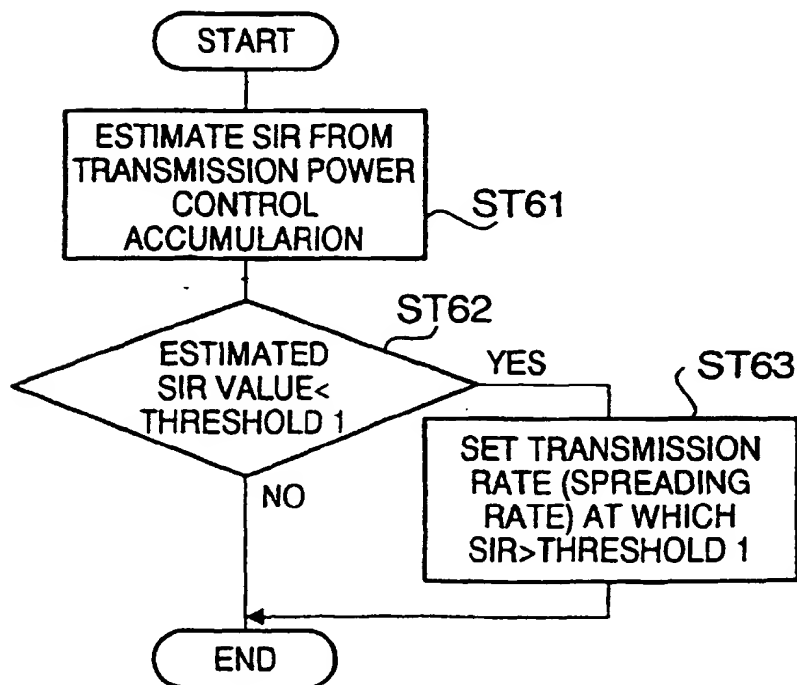 START
ESTIMATE SIR FROM
TRANSMISSION POWER
CONTROL
ACCUMULARION
ST61
ST62
ESTIMATED
SIR VALUE<
THRESHOLD 1
YES
NO
ST63
SET TRANSMISSION
RATE (SPREADING
RATE) AT WHICH
SIR>THRESHOLD 1
END